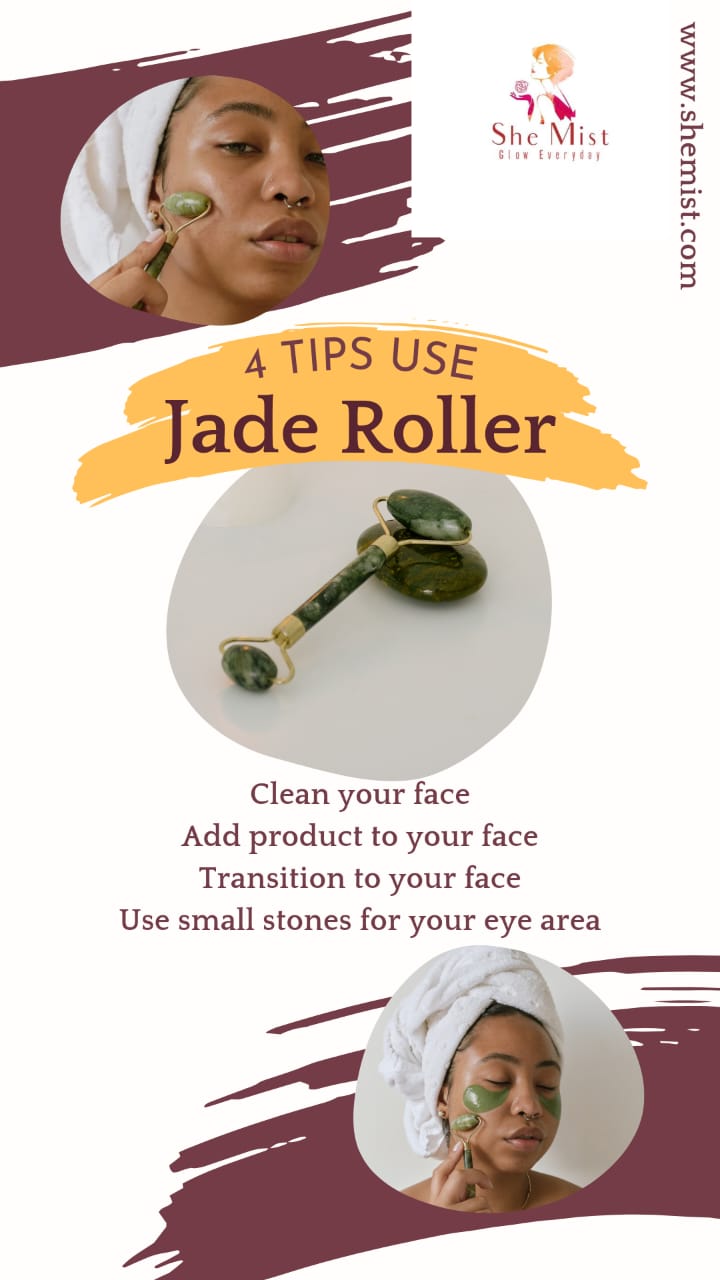 She Mist
Glow Everyday
www.shemist.com
4 TIPS USE
Jade Roller
Clean your face
Add product to your face
Transition to your face
Use small stones for your eye area